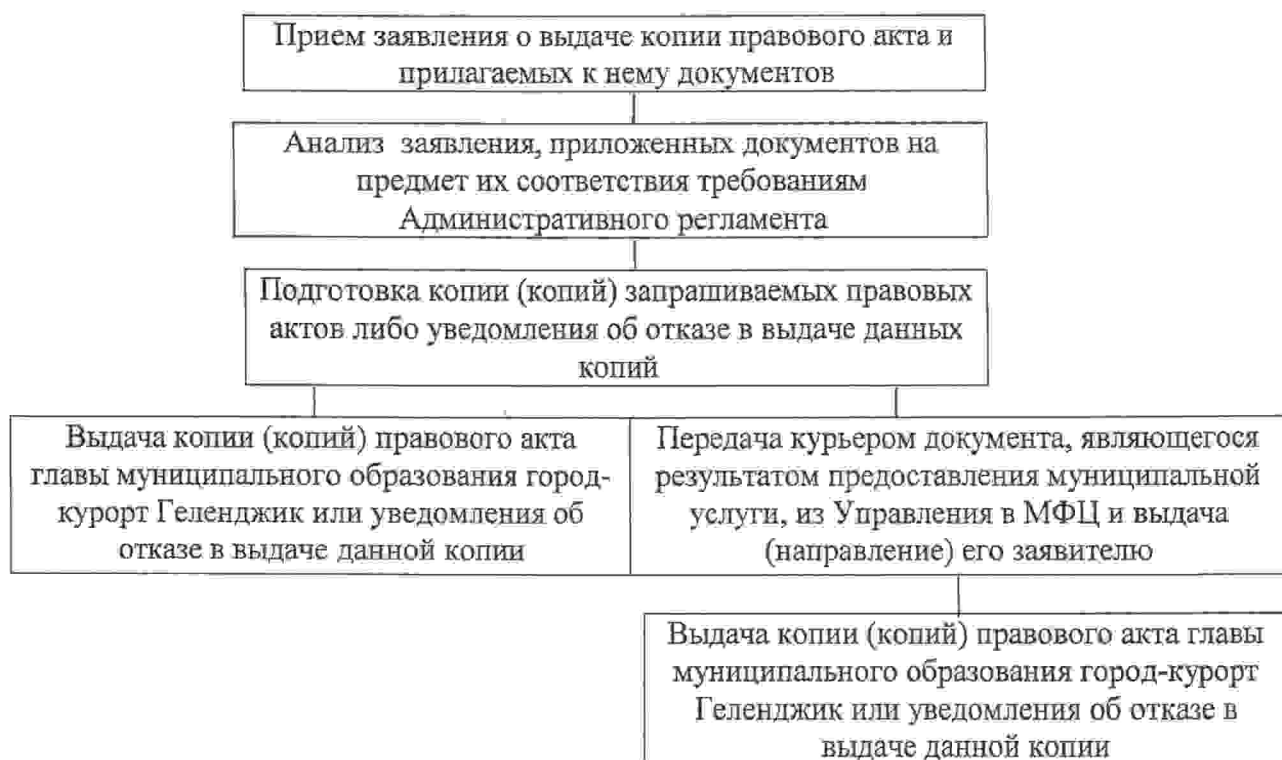 Прием заявления о выдаче копии правового акта и
прилагаемых к нему документов
Анализ заявления, приложенных документов на
предмет их соответствия требованиям
Административного регламента
Подготовка копии (копий) запрашиваемых правовых
актов либо уведомления об отказе в выдаче данных
копий
Выдача копии (копий) правового акта
главы муниципального образования город-
курорт Геленджик или уведомления об
отказе в выдаче данной копии
Передача курьером документа, являющегося
результатом предоставления муниципальной
услуги, из Управления в МФЦ и выдача
(направление) его заявителю
Выдача копии (копий) правового акта главы
муниципального образования город-курорт
Геленджик или уведомления об отказе в
выдаче данной копии